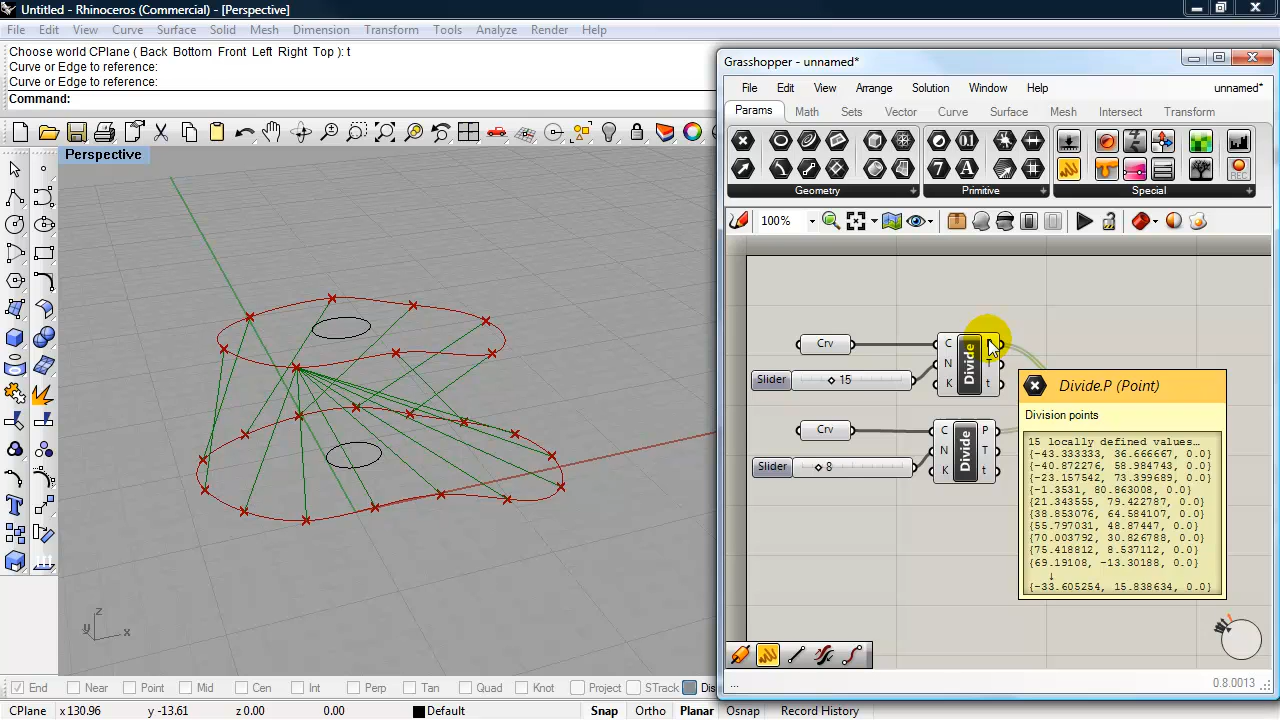 Untitled - Rhinoceros (Commercial) - [Perspective]
File Edit View Curve Surface Solid Mesh Dimension Transform Tools Analyze Render Help
Choose world CPlane ( Back Bottom Front Left Right Top ): t
Curve or Edge to reference:
Curve or Edge to reference:
Command:
Perspective
z
y
x
End Near Point Mid Cen Int Perp Tan Quad Knot Project STrack Dis
CPlane x 130.96 y -13.61 z 0.00 0.00 Default Snap Ortho Planar Osnap Record History
Grasshopper - unnamed*
File Edit View Arrange Solution Window Help unnamed*
Params Math Sets Vector Curve Surface Mesh Intersect Transform
Geometry Primitive Special
100%
Crv
C Divide
N T
K t
Slider 15
Crv
C Divide P
N T
K t
Slider 8
Divide.P (Point)
Division points
15 locally defined values…
{-43.333333, 36.666667, 0.0}
{-40.872276, 58.984743, 0.0}
{-23.157542, 73.399689, 0.0}
{-1.3531, 80.863008, 0.0}
{21.343555, 79.422787, 0.0}
{38.853076, 64.584107, 0.0}
{55.797031, 48.87447, 0.0}
{70.003792, 30.826788, 0.0}
{75.418812, 8.537112, 0.0}
{69.19108, -13.30188, 0.0}
↓
{-33.605254, 15.838634, 0.0}
...
0.8.0013